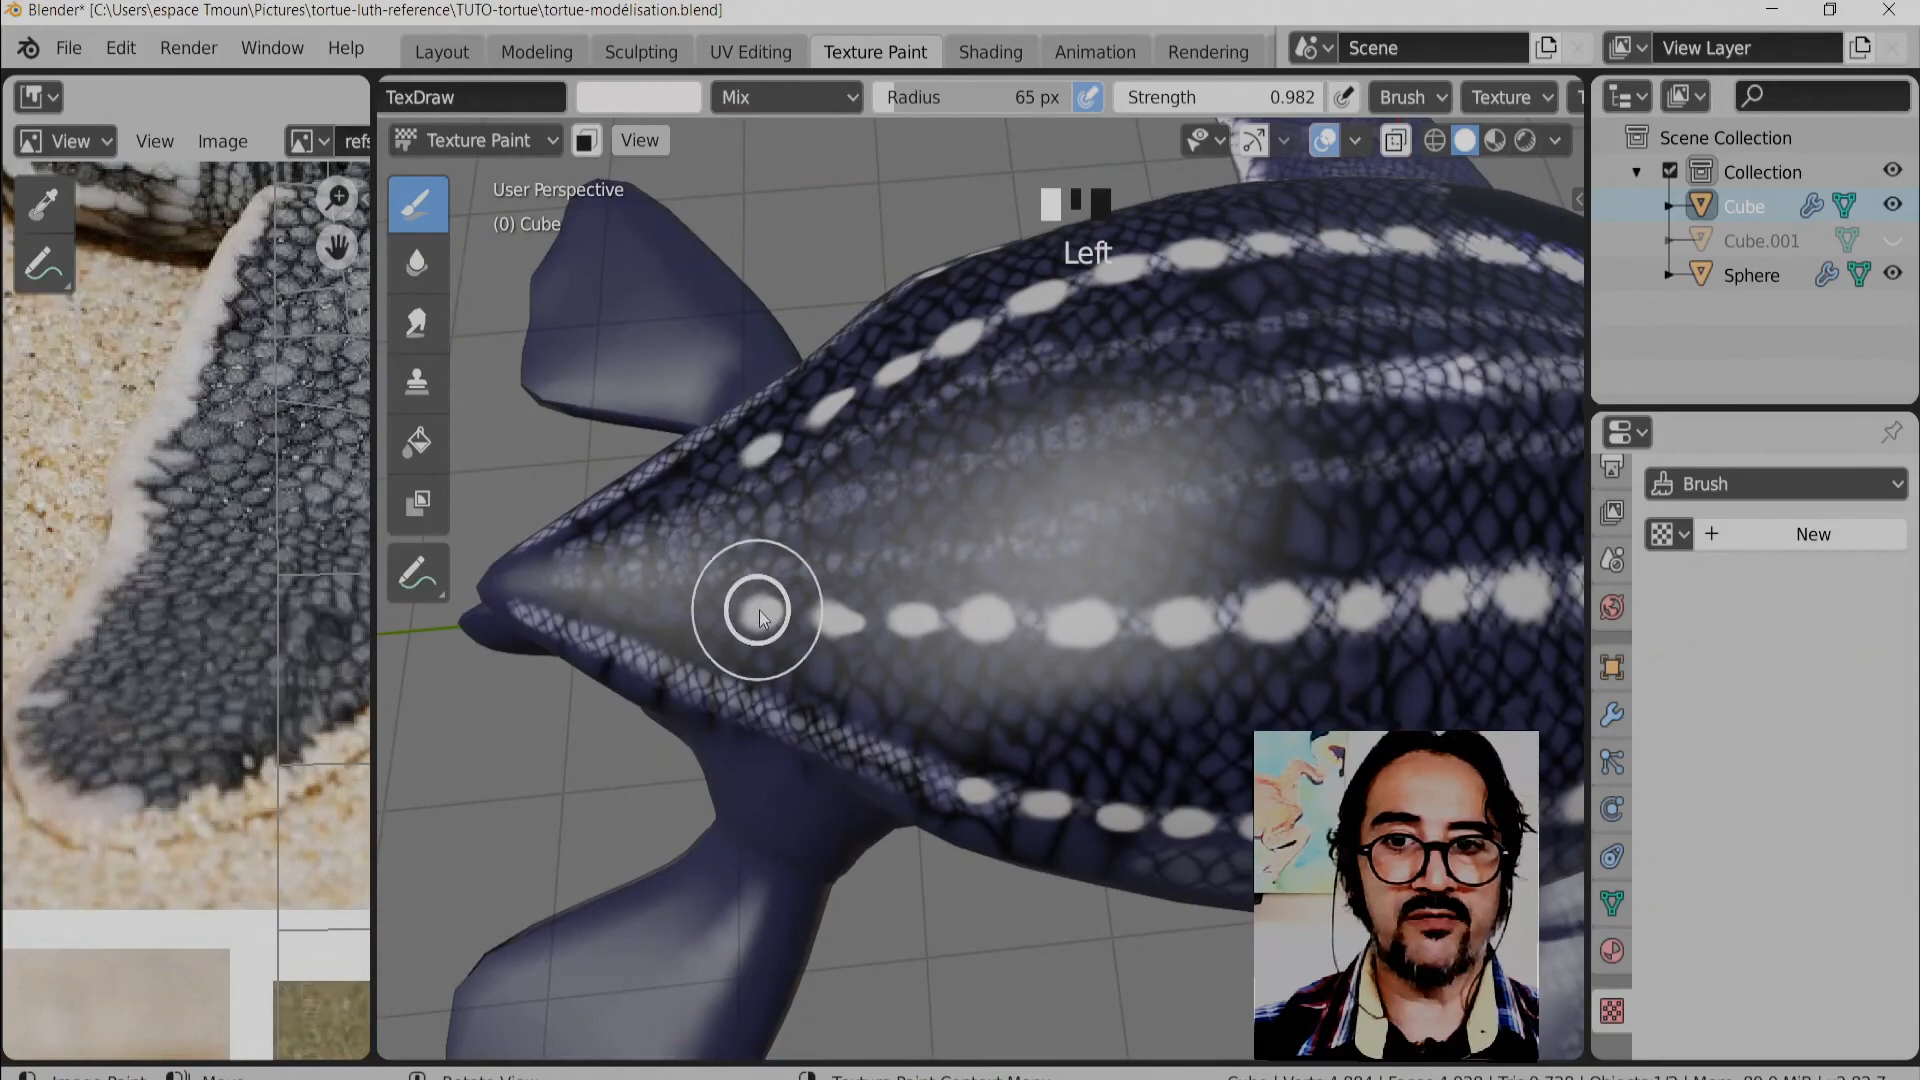 Blender* [C:\Users\espace Tmoun\Pictures\tortue-luth-reference\TUTO-tortue\tortue-modélisation.blend]
File Edit Render Window Help Layout Modeling Sculpting UV Editing Texture Paint Shading Animation Rendering Scene View Layer
TexDraw Mix Radius 65 px Strength 0.982 Brush Texture
View View Image refs Texture Paint View
Scene Collection
Collection
Cube
Cube.001
Sphere
User Perspective
(0) Cube
Left
Brush
New